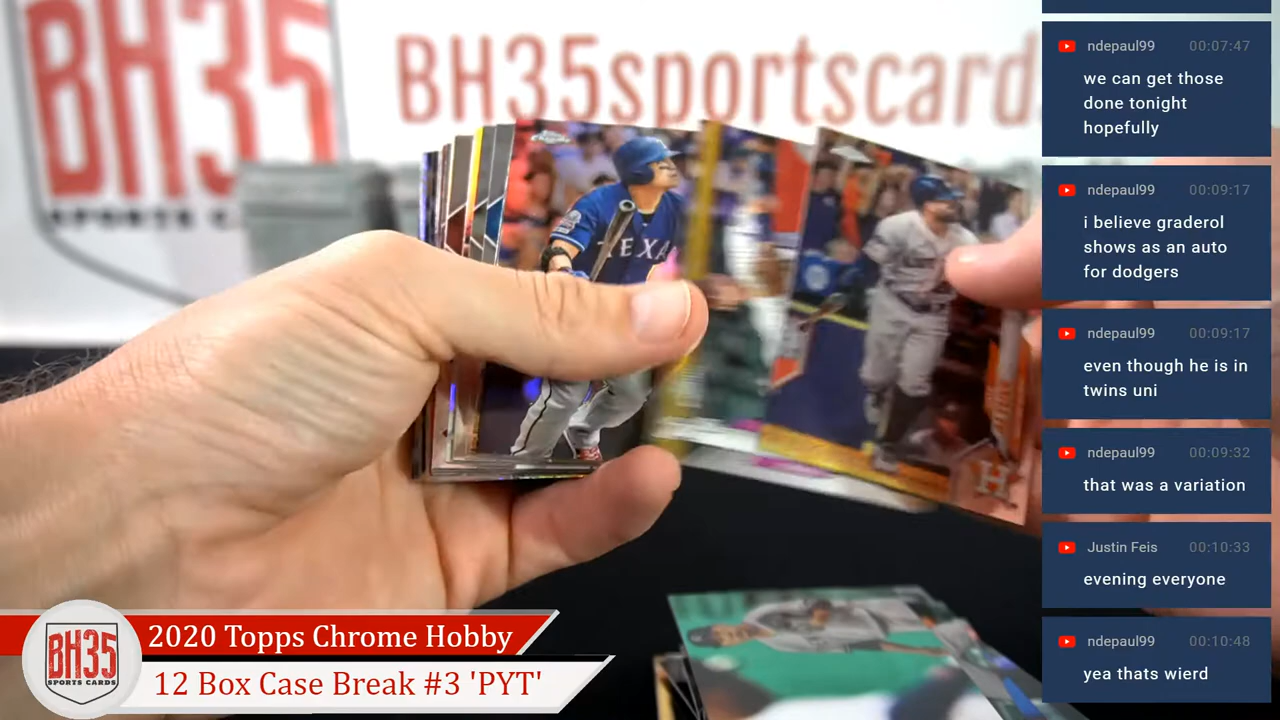 BH35
SPORTS CA
BH35sportscard
TEXA
H
ndepaul99 00:07:47
we can get those
done tonight
hopefully
ndepaul99 00:09:17
i believe graderol
shows as an auto
for dodgers
ndepaul99 00:09:17
even though he is in
twins uni
ndepaul99 00:09:32
that was a variation
Justin Feis 00:10:33
evening everyone
ndepaul99 00:10:48
yea thats wierd
BH35
SPORTS CARDS
2020 Topps Chrome Hobby
12 Box Case Break #3 'PYT'